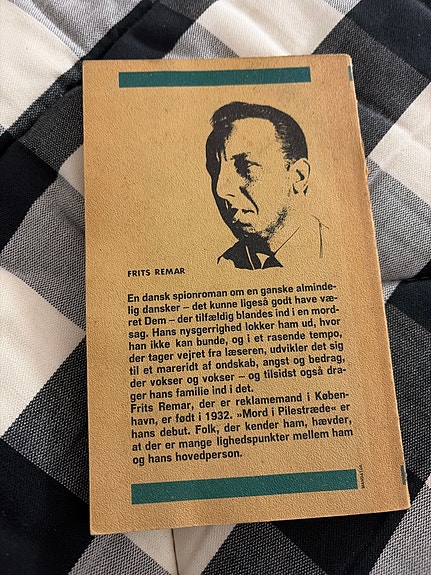 FRITS REMAR
En dansk spionroman om en ganske alminde-
lig dansker – det kunne ligeså godt have væ-
ret Dem – der tilfældig blandes ind i en mord-
sag. Hans nysgerrighed lokker ham ud, hvor
han ikke kan bunde, og i et rasende tempo,
der tager vejret fra læseren, udvikler det sig
til et mareridt af ondskab, angst og bedrag,
der vokser og vokser – og tilsidst også dra-
ger hans familie ind i det.
Frits Remar, der er reklamemand i Køben-
havn, er født i 1932. »Mord i Pilestræde« er
hans debut. Folk, der kender ham, hævder,
at der er mange lighedspunkter mellem ham
og hans hovedperson.